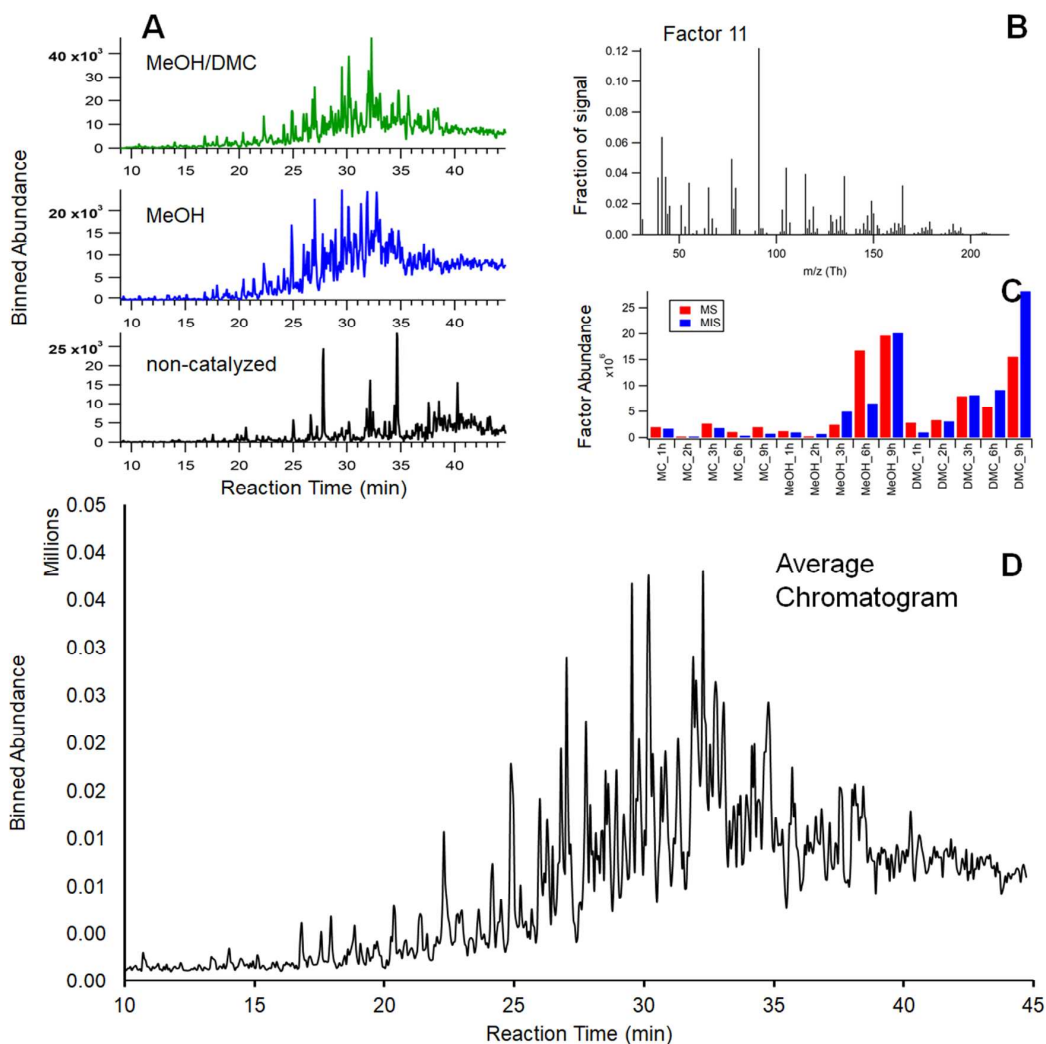 A
MeOH/DMC
40 x10³
30
20
10
0
10 15 20 25 30 35 40
MeOH
20 x10³
15
10
5
0
10 15 20 25 30 35 40
non-catalyzed
25 x10³
20
15
10
5
0
10 15 20 25 30 35 40
Binned Abundance
Reaction Time (min)
B
Factor 11
0.12
0.10
0.08
0.06
0.04
0.02
0.00
Fraction of signal
50 100 150 200
m/z (Th)
C
MS
MIS
25
20
15
10
5
0
Factor Abundance
x10⁶
MC_1h
MC_2h
MC_3h
MC_6h
MC_9h
MeOH_1h
MeOH_2h
MeOH_3h
MeOH_6h
MeOH_9h
DMC_1h
DMC_2h
DMC_3h
DMC_6h
DMC_9h
D
Average
Chromatogram
Millions
0.05
0.04
0.04
0.03
0.03
0.02
0.02
0.01
0.01
0.00
0.00
Binned Abundance
10 15 20 25 30 35 40 45
Reaction Time (min)